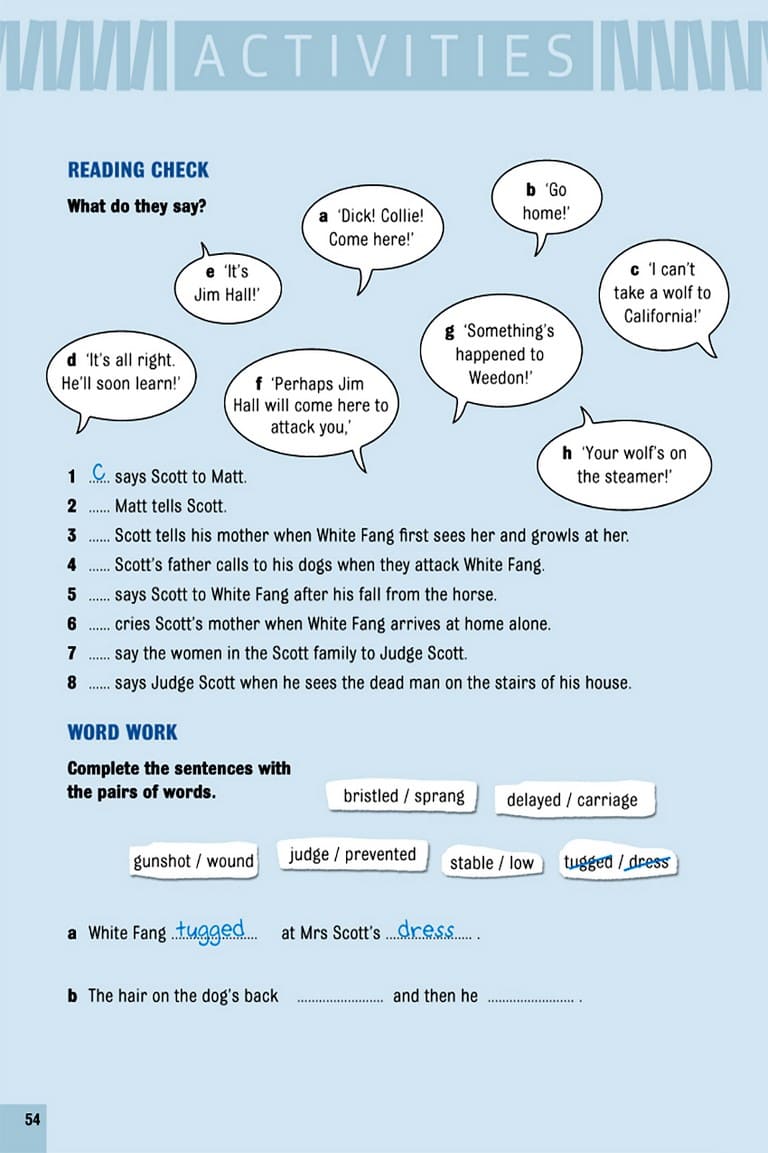 ACTIVITIES
READING CHECK
What do they say?
a 'Dick! Collie!
Come here!'
b 'Go
home!'
c 'I can't
take a wolf to
California!'
d 'It's all right.
He'll soon learn!'
e 'It's
Jim Hall!'
f 'Perhaps Jim
Hall will come here to
attack you,'
g 'Something's
happened to
Weedon!'
h 'Your wolf's on
the steamer!'
1 ..C.. says Scott to Matt.
2 ...... Matt tells Scott.
3 ...... Scott tells his mother when White Fang first sees her and growls at her.
4 ...... Scott's father calls to his dogs when they attack White Fang.
5 ...... says Scott to White Fang after his fall from the horse.
6 ...... cries Scott's mother when White Fang arrives at home alone.
7 ...... say the women in the Scott family to Judge Scott.
8 ...... says Judge Scott when he sees the dead man on the stairs of his house.
WORD WORK
Complete the sentences with
the pairs of words.
bristled / sprang
delayed / carriage
gunshot / wound
judge / prevented
stable / low
tugged / dress
a White Fang ..tugged.... at Mrs Scott's ...dress..... .
b The hair on the dog's back ........................ and then he ........................ .
54